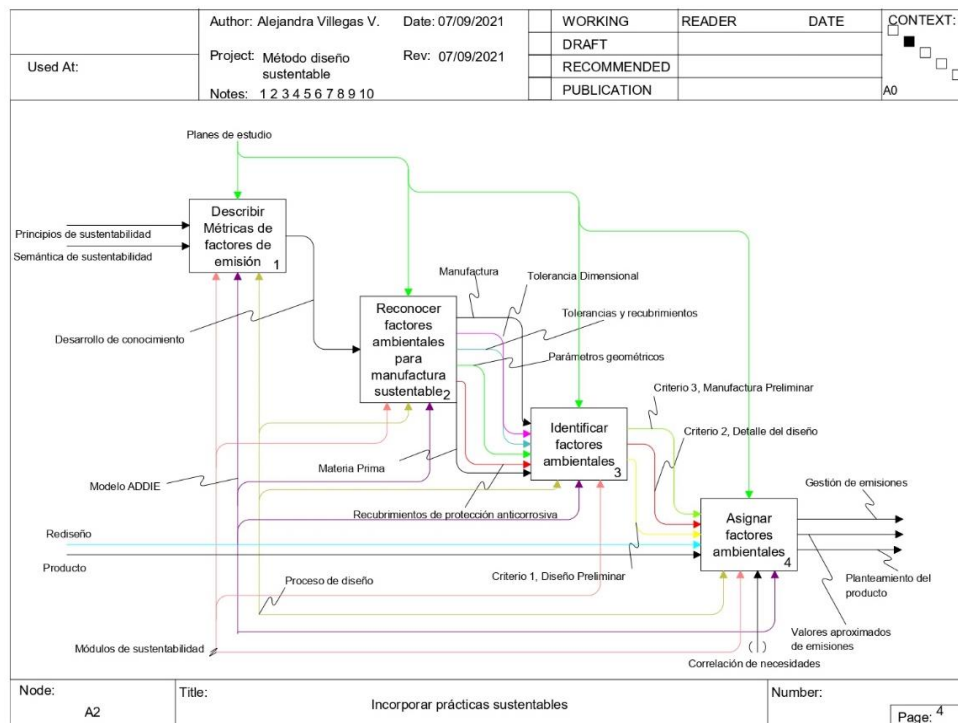 Used At:
Author: Alejandra Villegas V.
Date: 07/09/2021
Project: Método diseño
sustentable
Rev: 07/09/2021
Notes: 1 2 3 4 5 6 7 8 9 10
WORKING
DRAFT
RECOMMENDED
PUBLICATION
READER
DATE
CONTEXT:
A0
Planes de estudio
Describir
Métricas de
factores de
emisión
1
Principios de sustentabilidad
Semántica de sustentabilidad
Desarrollo de conocimiento
Reconocer
factores
ambientales
para
manufactura
sustentable
2
Manufactura
Tolerancia Dimensional
Tolerancias y recubrimientos
Parámetros geométricos
Criterio 3, Manufactura Preliminar
Criterio 2, Detalle del diseño
Identificar
factores
ambientales
3
Materia Prima
Modelo ADDIE
Recubrimientos de protección anticorrosiva
Gestión de emisiones
Asignar
factores
ambientales
4
Rediseño
Producto
Proceso de diseño
Criterio 1, Diseño Preliminar
Planteamiento del
producto
Módulos de sustentabilidad
Valores aproximados
de emisiones
( )
Correlación de necesidades
Node:
A2
Title:
Incorporar prácticas sustentables
Number:
Page: 4